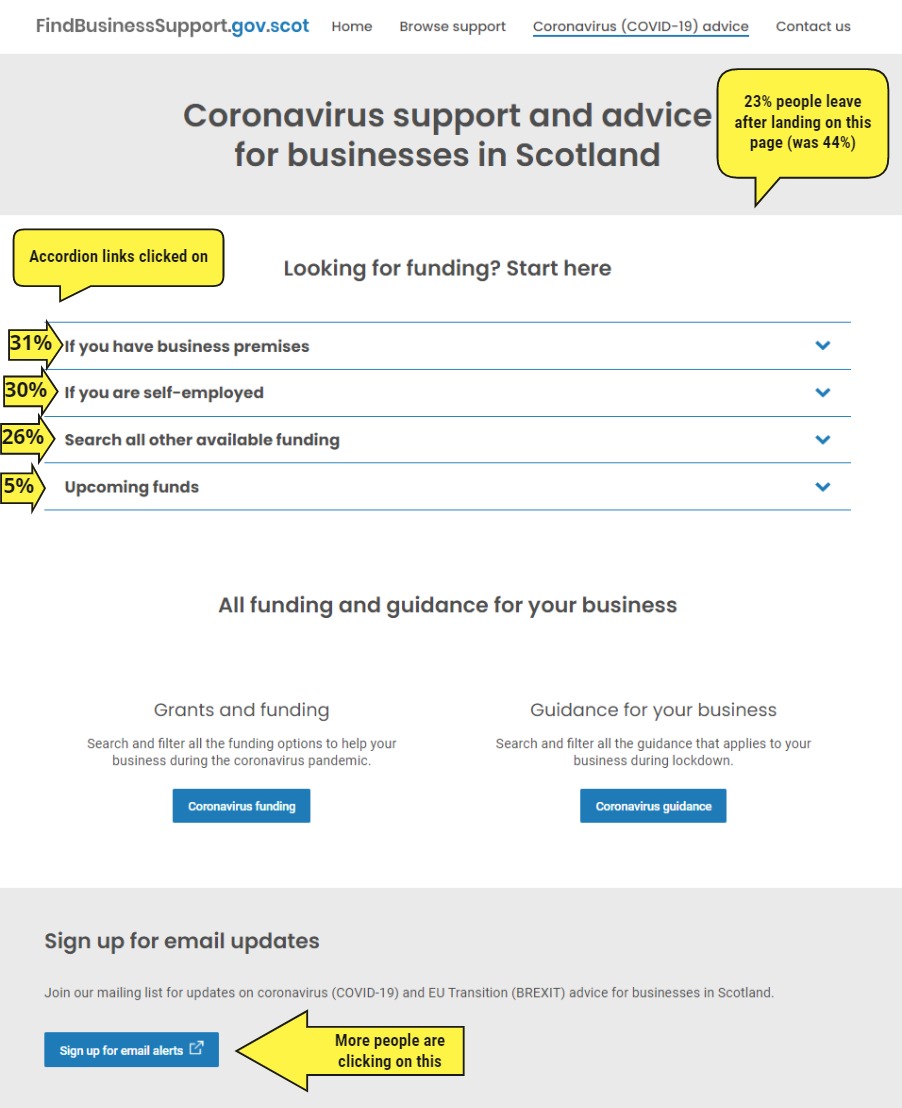 FindBusinessSupport.gov.scot Home Browse support Coronavirus (COVID-19) advice Contact us
Coronavirus support and advice
for businesses in Scotland
23% people leave
after landing on this
page (was 44%)
Accordion links clicked on
Looking for funding? Start here
31% If you have business premises
30% If you are self-employed
26% Search all other available funding
5% Upcoming funds
All funding and guidance for your business
Grants and funding
Search and filter all the funding options to help your
business during the coronavirus pandemic.
Coronavirus funding
Guidance for your business
Search and filter all the guidance that applies to your
business during lockdown.
Coronavirus guidance
Sign up for email updates
Join our mailing list for updates on coronavirus (COVID-19) and EU Transition (BREXIT) advice for businesses in Scotland.
Sign up for email alerts
More people are
clicking on this